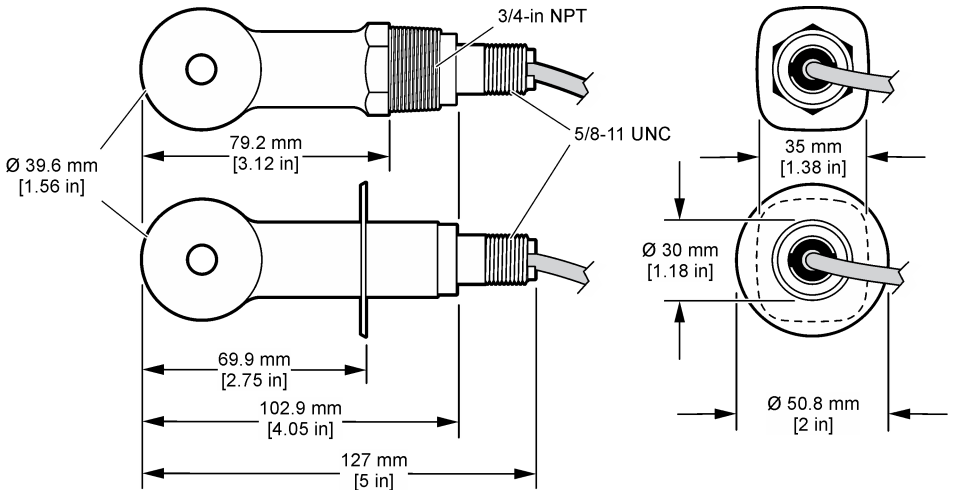 3/4-in NPT
5/8-11 UNC
79.2 mm
[3.12 in]
35 mm
[1.38 in]
Ø 39.6 mm
[1.56 in]
Ø 30 mm
[1.18 in]
69.9 mm
[2.75 in]
102.9 mm
[4.05 in]
Ø 50.8 mm
[2 in]
127 mm
[5 in]